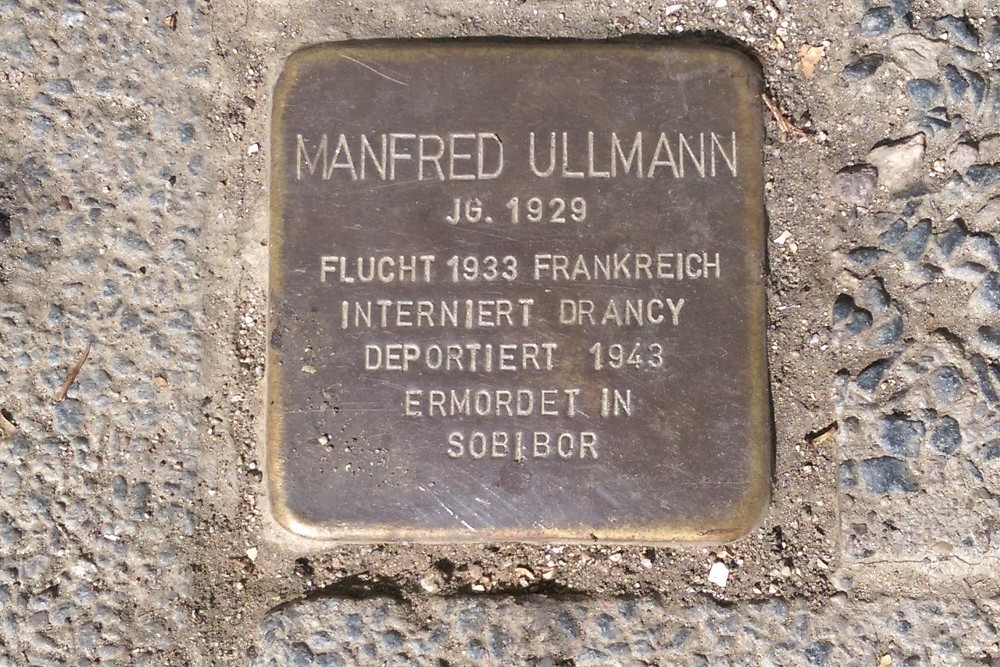 MANFRED ULLMANN
JG. 1929
FLUCHT 1933 FRANKREICH
INTERNIERT DRANCY
DEPORTIERT 1943
ERMORDET IN
SOBIBOR